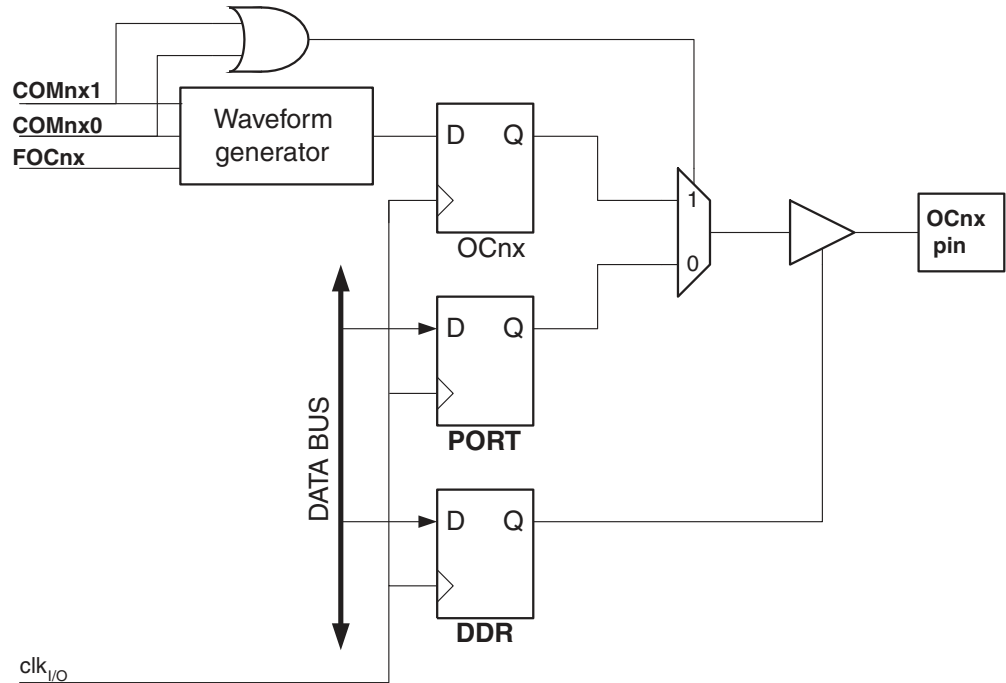 COMnx1
COMnx0
FOCnx
Waveform
generator
D Q
OCnx
1
0
OCnx
pin
D Q
PORT
DATA BUS
D Q
DDR
clkI/O